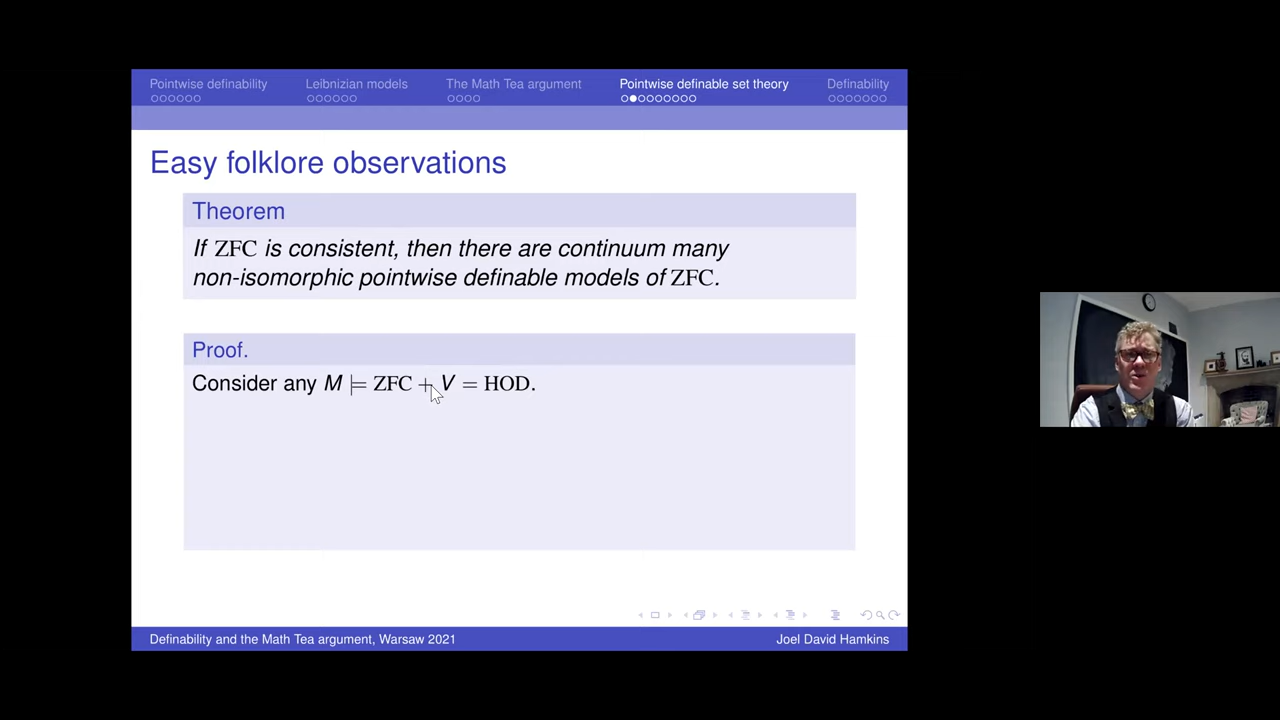 Pointwise definability Leibnizian models The Math Tea argument Pointwise definable set theory Definability
Easy folklore observations
Theorem
If ZFC is consistent, then there are continuum many
non-isomorphic pointwise definable models of ZFC.
Proof.
Consider any M ⊨ ZFC + V = HOD.
Definability and the Math Tea argument, Warsaw 2021 Joel David Hamkins